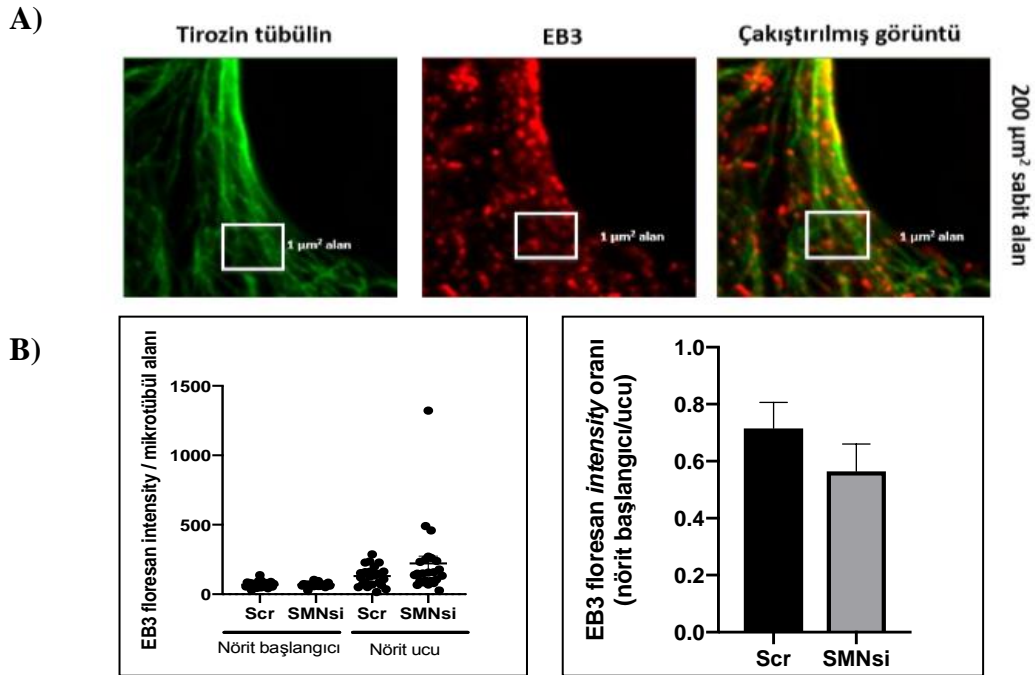 A)
Tirozin tübülin
EB3
Çakıştırılmış görüntü
1 µm² alan
1 µm² alan
1 µm² alan
200 µm² sabit alan
B)
EB3 floresan intensity / mikrotübül alanı
1500
1000
500
0
Scr
SMNsi
Scr
SMNsi
Nörit başlangıcı
Nörit ucu
EB3 floresan intensity oranı
(nörit başlangıcı/ucu)
1.0
0.8
0.6
0.4
0.2
0.0
Scr
SMNsi